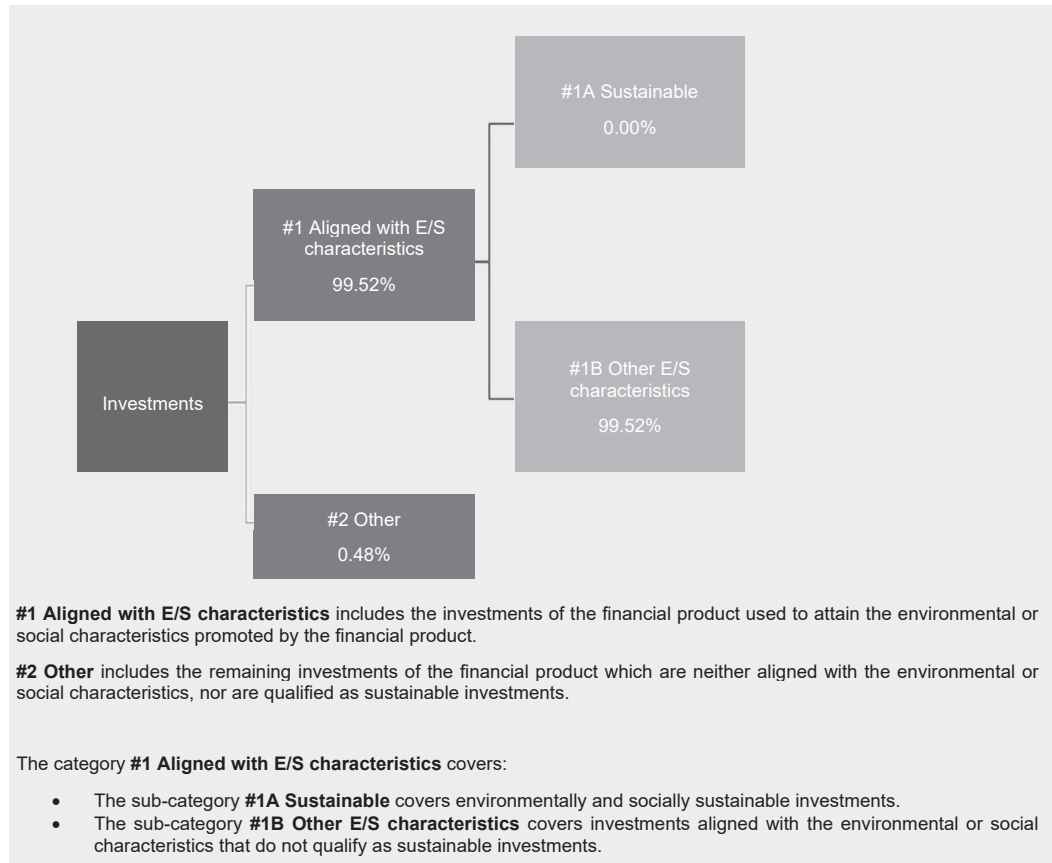 #1A Sustainable
0.00%
#1 Aligned with E/S
characteristics
99.52%
Investments
#1B Other E/S
characteristics
99.52%
#2 Other
0.48%
#1 Aligned with E/S characteristics includes the investments of the financial product used to attain the environmental or
social characteristics promoted by the financial product.
#2 Other includes the remaining investments of the financial product which are neither aligned with the environmental or
social characteristics, nor are qualified as sustainable investments.
The category #1 Aligned with E/S characteristics covers:
• The sub-category #1A Sustainable covers environmentally and socially sustainable investments.
• The sub-category #1B Other E/S characteristics covers investments aligned with the environmental or social
characteristics that do not qualify as sustainable investments.